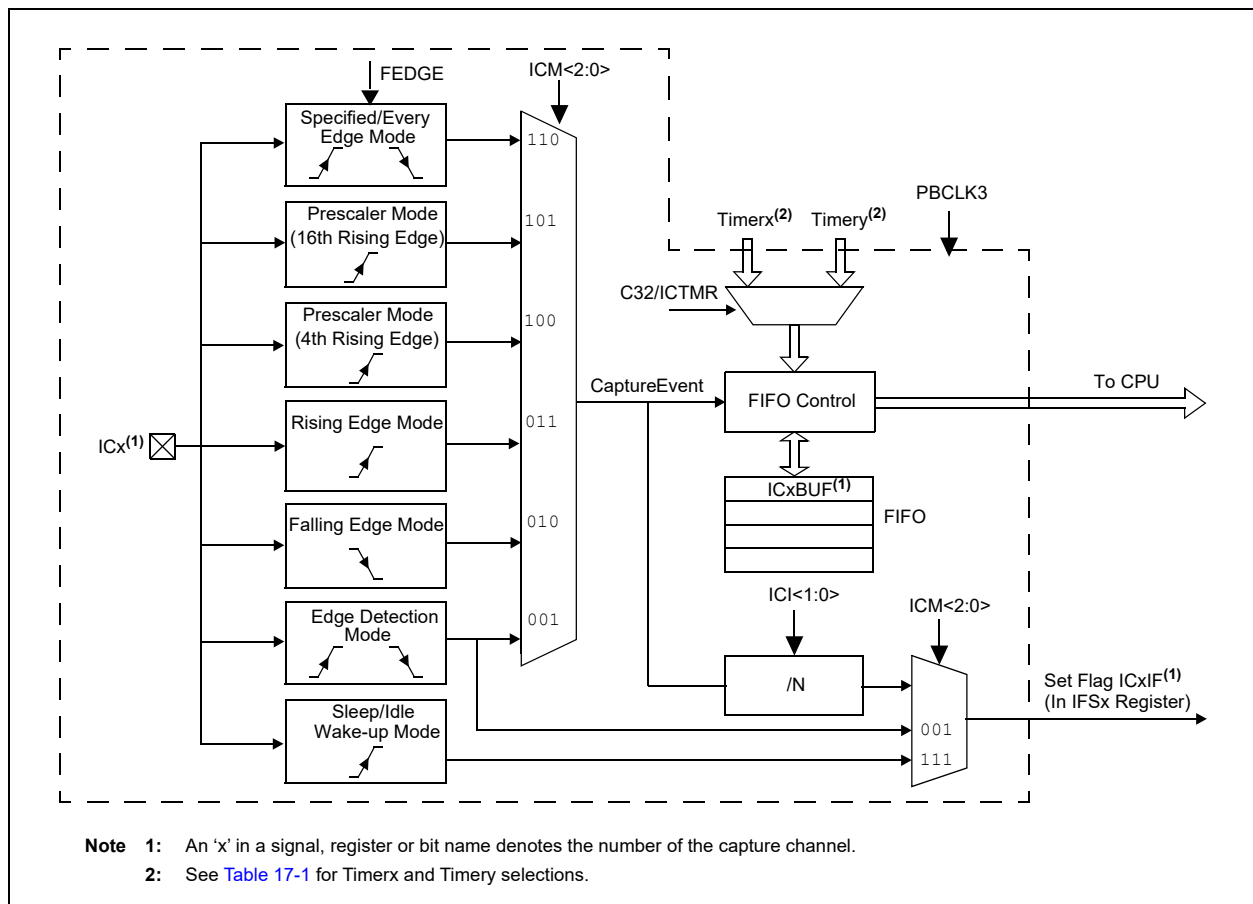 FEDGE
ICM<2:0>
Specified/Every
Edge Mode
110
Prescaler Mode
(16th Rising Edge)
101
Prescaler Mode
(4th Rising Edge)
100
Rising Edge Mode
011
Falling Edge Mode
010
Edge Detection
Mode
001
Sleep/Idle
Wake-up Mode
ICx(1)
PBCLK3
Timerx(2)
Timery(2)
C32/ICTMR
CaptureEvent
FIFO Control
To CPU
ICxBUF(1)
FIFO
ICI<1:0>
ICM<2:0>
/N
001
111
Set Flag ICxIF(1)
(In IFSx Register)
Note 1: An ‘x’ in a signal, register or bit name denotes the number of the capture channel.
2: See Table 17-1 for Timerx and Timery selections.